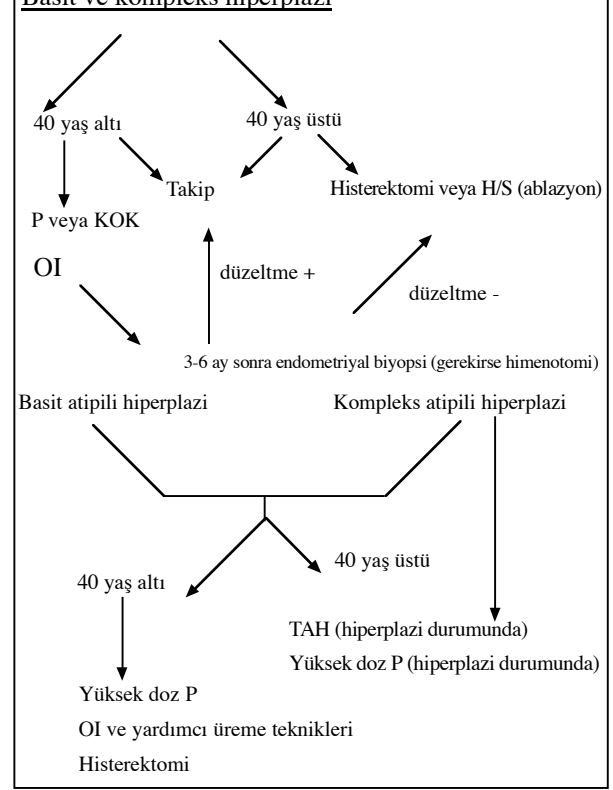 Basit ve kompleks hiperplazi
40 yaş altı
40 yaş üstü
Takip
Histerektomi veya H/S (ablazyon)
P veya KOK
OI
düzeltme +
düzeltme -
3-6 ay sonra endometriyal biyopsi (gerekirse himenotomi)
Basit atipili hiperplazi
Kompleks atipili hiperplazi
40 yaş üstü
40 yaş altı
TAH (hiperplazi durumunda)
Yüksek doz P (hiperplazi durumunda)
Yüksek doz P
OI ve yardımcı üreme teknikleri
Histerektomi